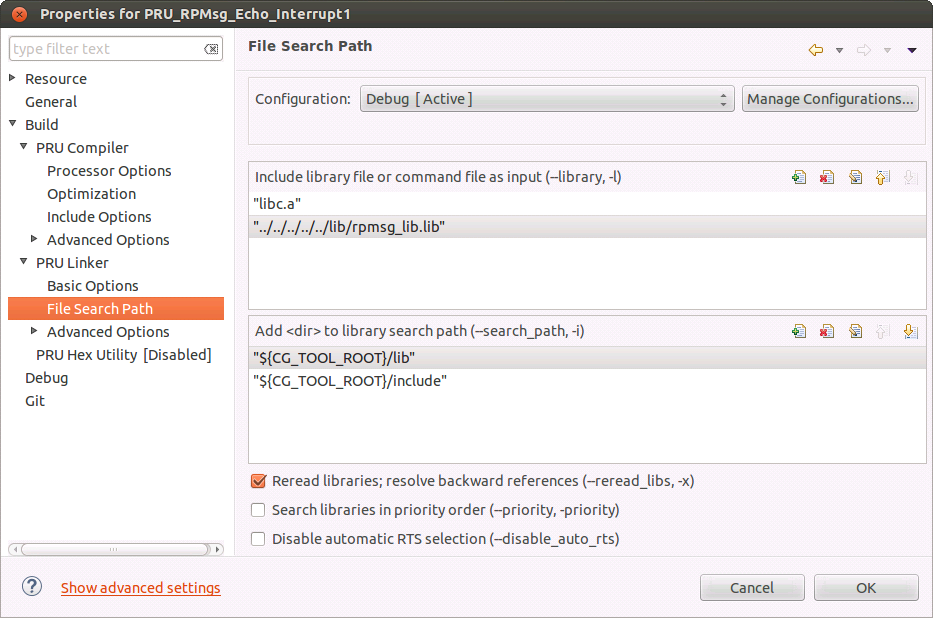 Properties for PRU_RPMsg_Echo_Interrupt1
type filter text
Resource
General
Build
PRU Compiler
Processor Options
Optimization
Include Options
Advanced Options
PRU Linker
Basic Options
File Search Path
Advanced Options
PRU Hex Utility [Disabled]
Debug
Git
File Search Path
Configuration: Debug [ Active ] Manage Configurations...
Include library file or command file as input (--library, -l)
"libc.a"
"../../../../../lib/rpmsg_lib.lib"
Add <dir> to library search path (--search_path, -i)
"${CG_TOOL_ROOT}/lib"
"${CG_TOOL_ROOT}/include"
Reread libraries; resolve backward references (--reread_libs, -x)
Search libraries in priority order (--priority, -priority)
Disable automatic RTS selection (--disable_auto_rts)
? Show advanced settings Cancel OK